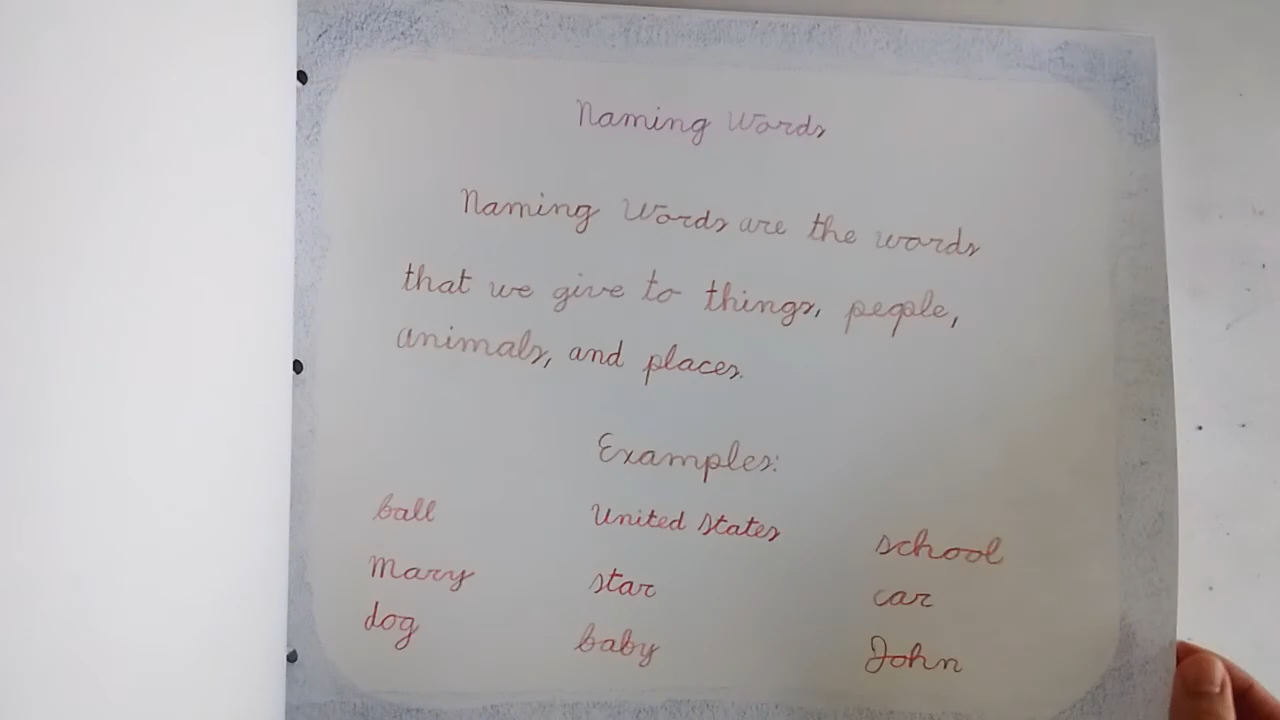 Naming Words
Naming Words are the words
that we give to things, people,
animals, and places.
Examples:
ball United States school
Mary star car
dog baby John